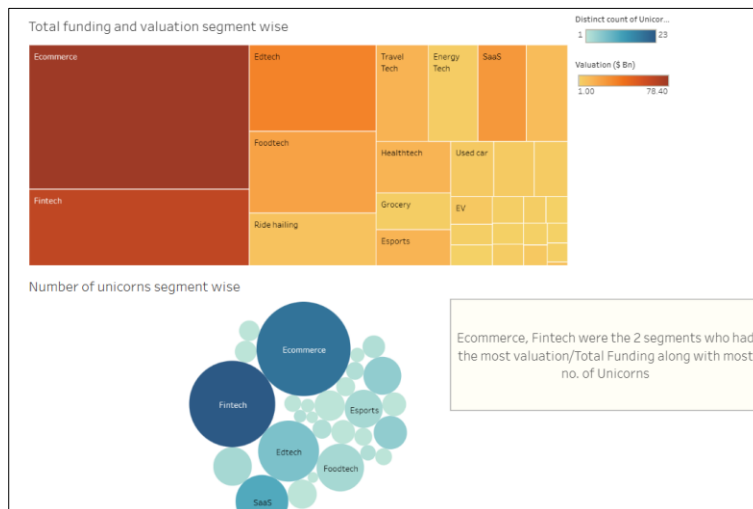 Total funding and valuation segment wise
Distinct count of Unicor...
1
23
Valuation ($ Bn)
1.00
78.40
Ecommerce
Edtech
Travel
Tech
Energy
Tech
SaaS
Foodtech
Healthtech
Used car
Fintech
Grocery
EV
Ride hailing
Esports
Number of unicorns segment wise
Ecommerce
Fintech
Esports
Edtech
Foodtech
SaaS
Ecommerce, Fintech were the 2 segments who had
the most valuation/Total Funding along with most
no. of Unicorns